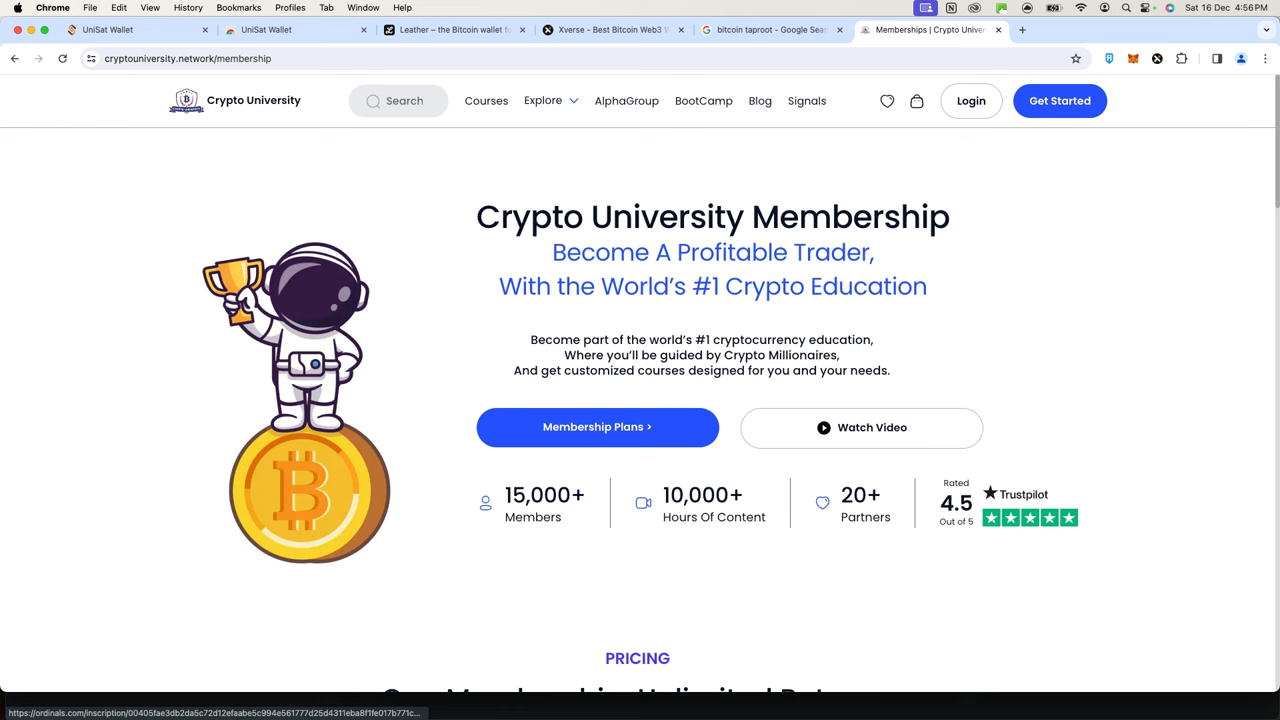 Chrome File Edit View History Bookmarks Profiles Tab Window Help Sat 16 Dec 4:56PM
UniSat Wallet UniSat Wallet Leather – the Bitcoin wallet fo Xverse - Best Bitcoin Web3 W bitcoin taproot - Google Sea Memberships | Crypto Univer
cryptouniversity.network/membership
Crypto University Search Courses Explore AlphaGroup BootCamp Blog Signals Login Get Started
Crypto University Membership
Become A Profitable Trader,
With the World's #1 Crypto Education
Become part of the world's #1 cryptocurrency education,
Where you'll be guided by Crypto Millionaires,
And get customized courses designed for you and your needs.
Membership Plans > Watch Video
15,000+ Members
10,000+ Hours Of Content
20+ Partners
Rated 4.5 Out of 5 Trustpilot
PRICING
https://ordinals.com/inscription/00405fae3db2da5c72d12efaabe5c994e561777d25d4311eba8f1fe017b771c...